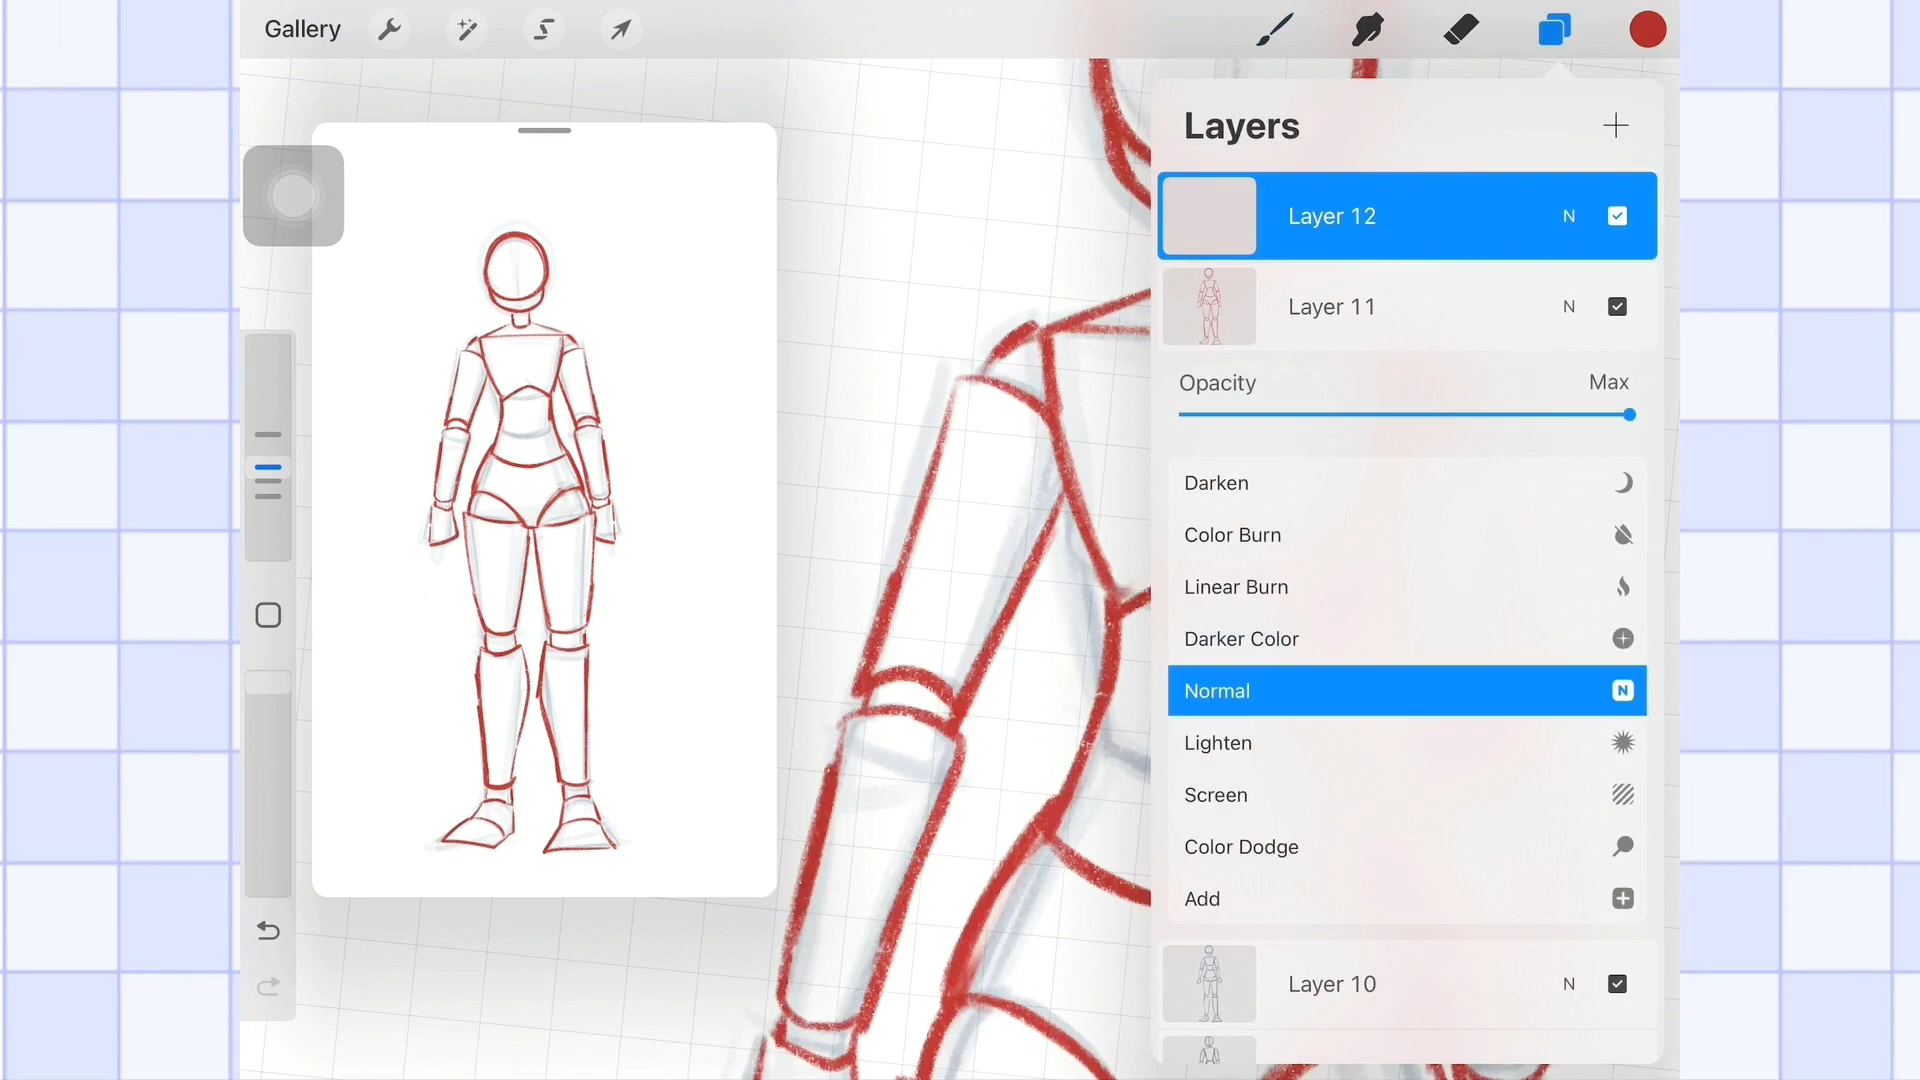 Gallery
Layers
Layer 12 N
Layer 11 N
Opacity Max
Darken
Color Burn
Linear Burn
Darker Color
Normal N
Lighten
Screen
Color Dodge
Add
Layer 10 N